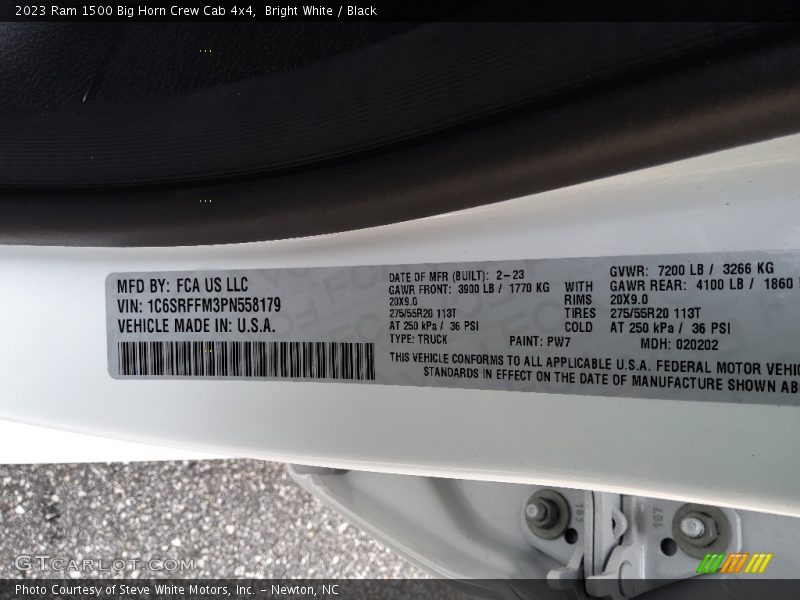 2023 Ram 1500 Big Horn Crew Cab 4x4, Bright White / Black
MFD BY: FCA US LLC
VIN: 1C6SRFFM3PN558179
VEHICLE MADE IN: U.S.A.
DATE OF MFR (BUILT): 2-23
GAWR FRONT: 3900 LB / 1770 KG
20X9.0
275/55R20 113T
AT 250 kPa / 36 PSI
TYPE: TRUCK
WITH
RIMS
TIRES
COLD
GVWR: 7200 LB / 3266 KG
GAWR REAR: 4100 LB / 1860
20X9.0
275/55R20 113T
AT 250 kPa / 36 PSI
PAINT: PW7
MDH: 020202
THIS VEHICLE CONFORMS TO ALL APPLICABLE U.S.A. FEDERAL MOTOR VEHIC
STANDARDS IN EFFECT ON THE DATE OF MANUFACTURE SHOWN AB
163
167
GTCARLOT.COM
Photo Courtesy of Steve White Motors, Inc. - Newton, NC